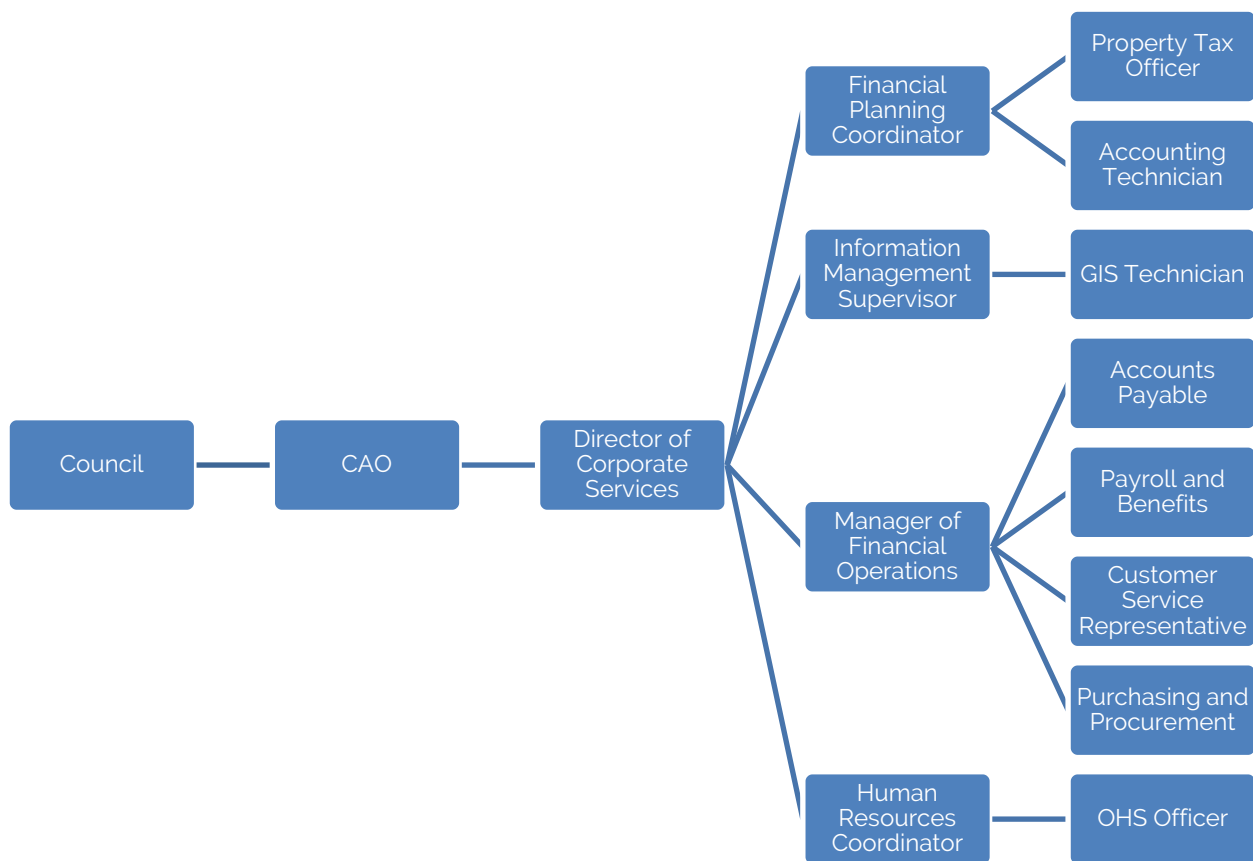 Council
CAO
Director of
Corporate
Services
Financial
Planning
Coordinator
Property Tax
Officer
Accounting
Technician
Information
Management
Supervisor
GIS Technician
Manager of
Financial
Operations
Accounts
Payable
Payroll and
Benefits
Customer
Service
Representative
Purchasing and
Procurement
Human
Resources
Coordinator
OHS Officer